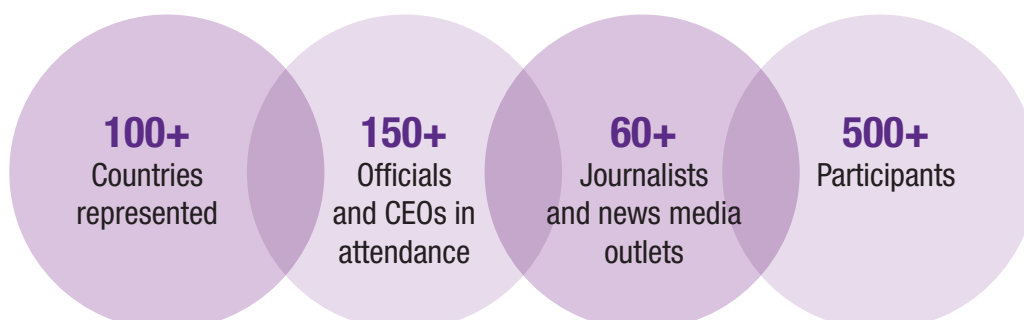 100+
Countries
represented
150+
Officials
and CEOs in
attendance
60+
Journalists
and news media
outlets
500+
Participants